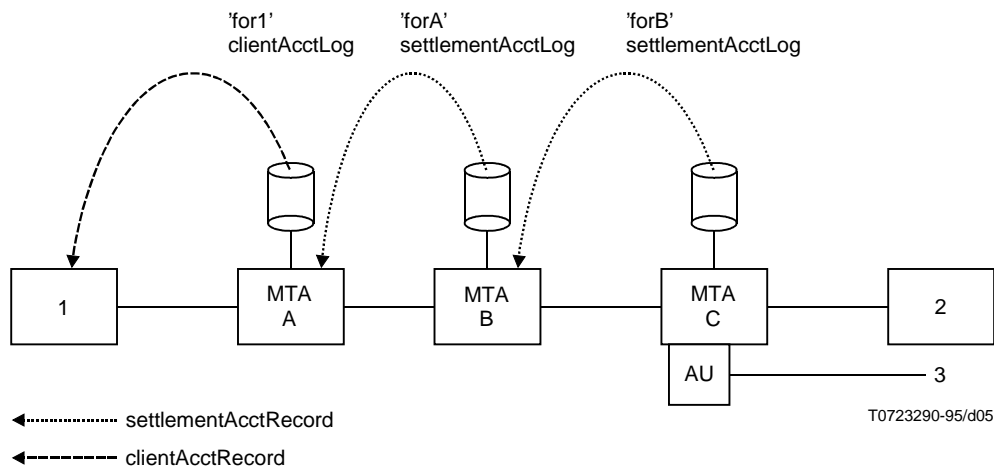 'for1'
clientAcctLog
'forA'
settlementAcctLog
'forB'
settlementAcctLog
1
MTA
A
MTA
B
MTA
C
2
AU
3
T0723290-95/d05
settlementAcctRecord
clientAcctRecord